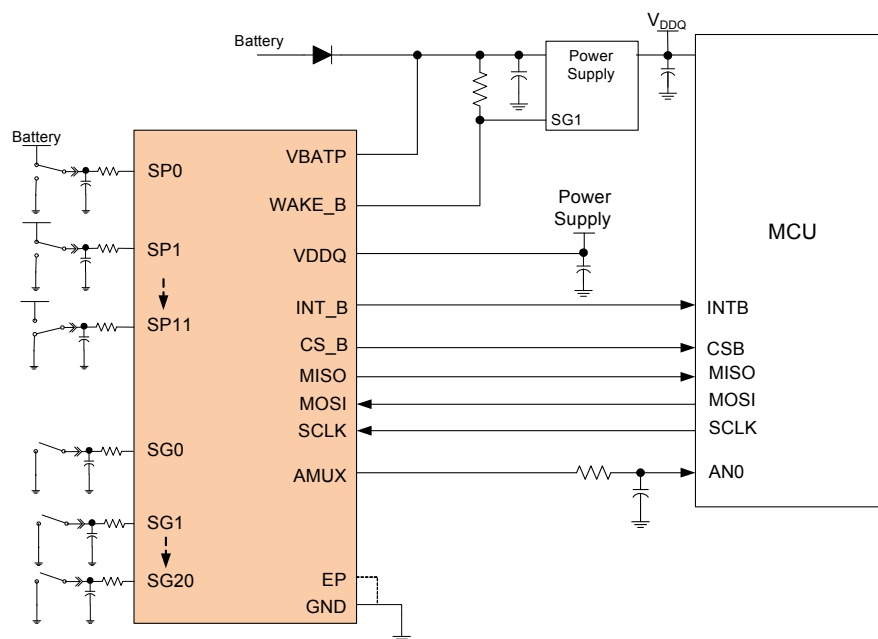 Battery
V_DDQ
Power
Supply
SG1
Battery
VBATP
SP0
WAKE_B
Power
Supply
MCU
SP1
VDDQ
SP11
INT_B
INTB
CS_B
CSB
MISO
MISO
MOSI
MOSI
SCLK
SCLK
SG0
AMUX
AN0
SG1
SG20
EP
GND